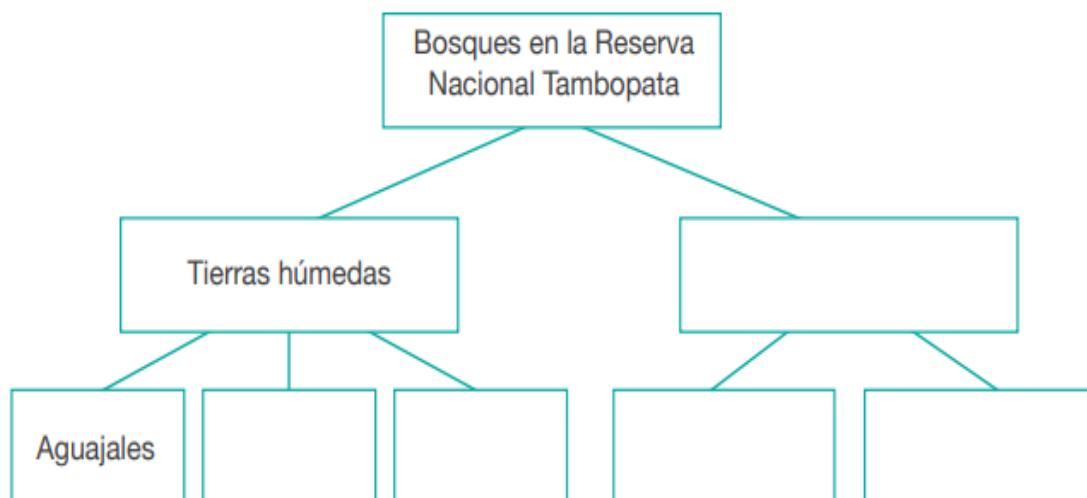 Bosques en la Reserva
Nacional Tambopata
Tierras húmedas
Aguajales